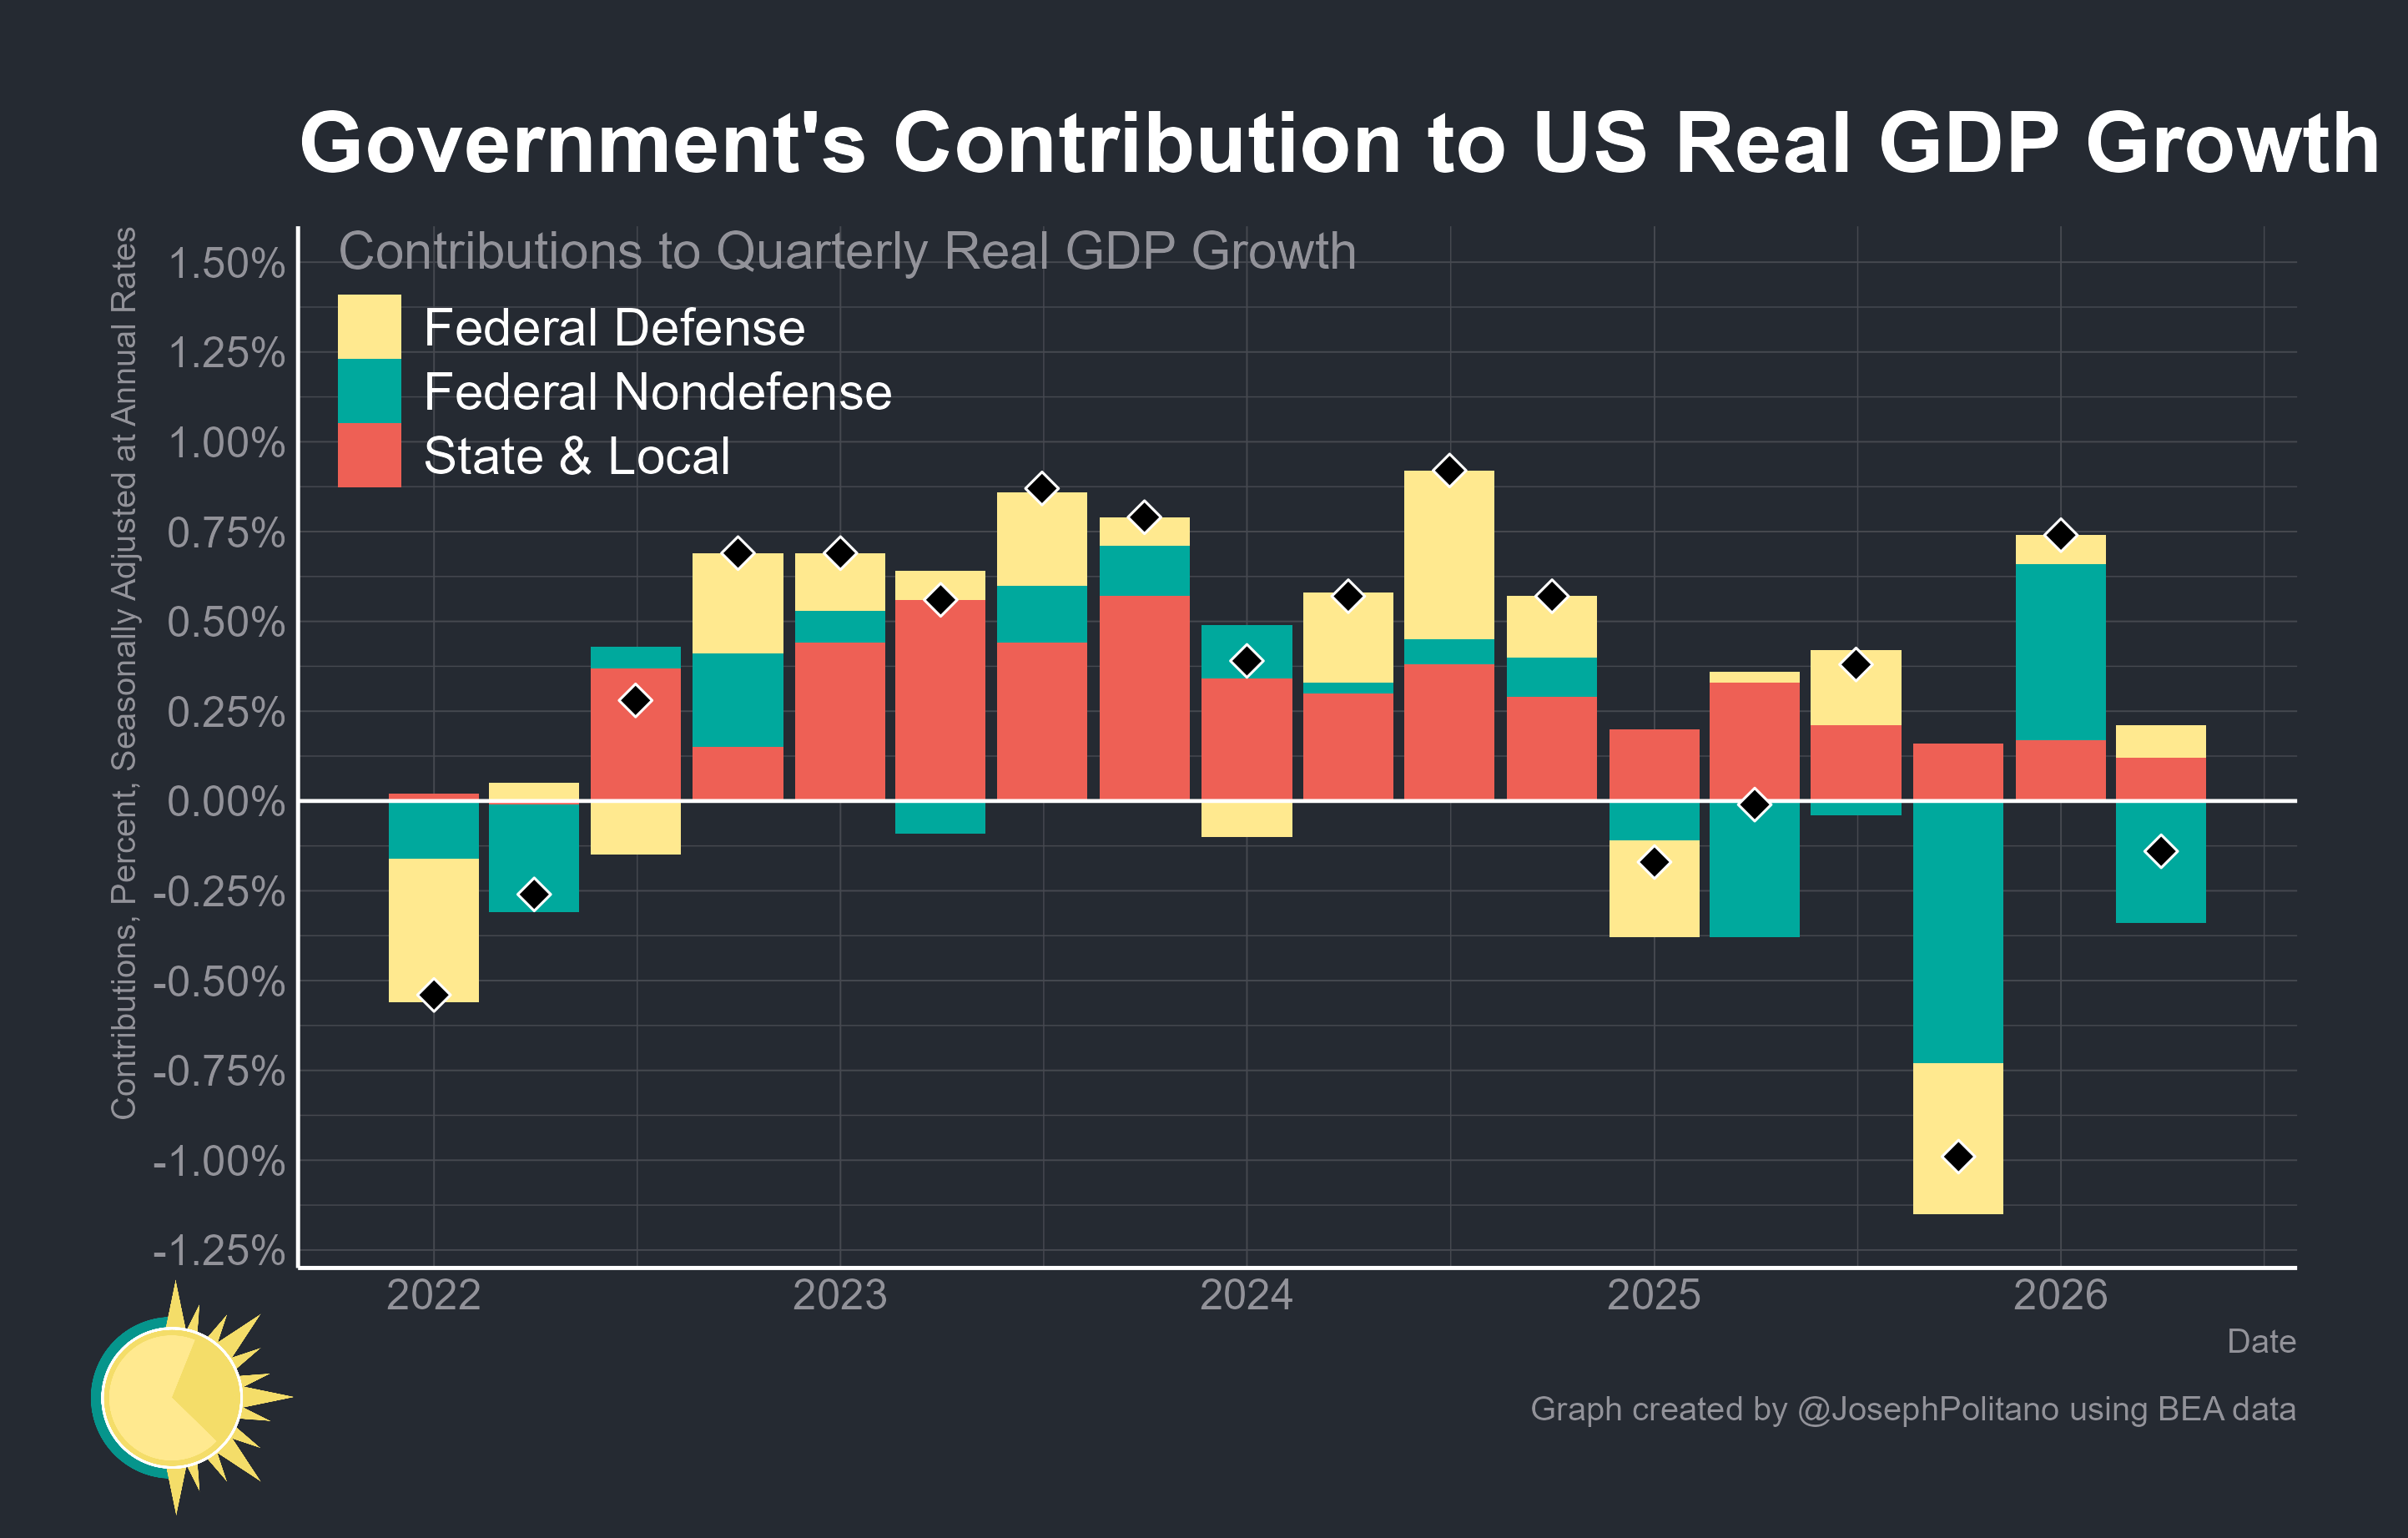 Government's Contribution to US Real GDP Growth
Contributions to Quarterly Real GDP Growth
Federal Defense
Federal Nondefense
State & Local
Contributions, Percent, Seasonally Adjusted at Annual Rates
1.50%
1.25%
1.00%
0.75%
0.50%
0.25%
0.00%
-0.25%
-0.50%
-0.75%
-1.00%
-1.25%
2022
2023
2024
2025
2026
Date
Graph created by @JosephPolitano using BEA data